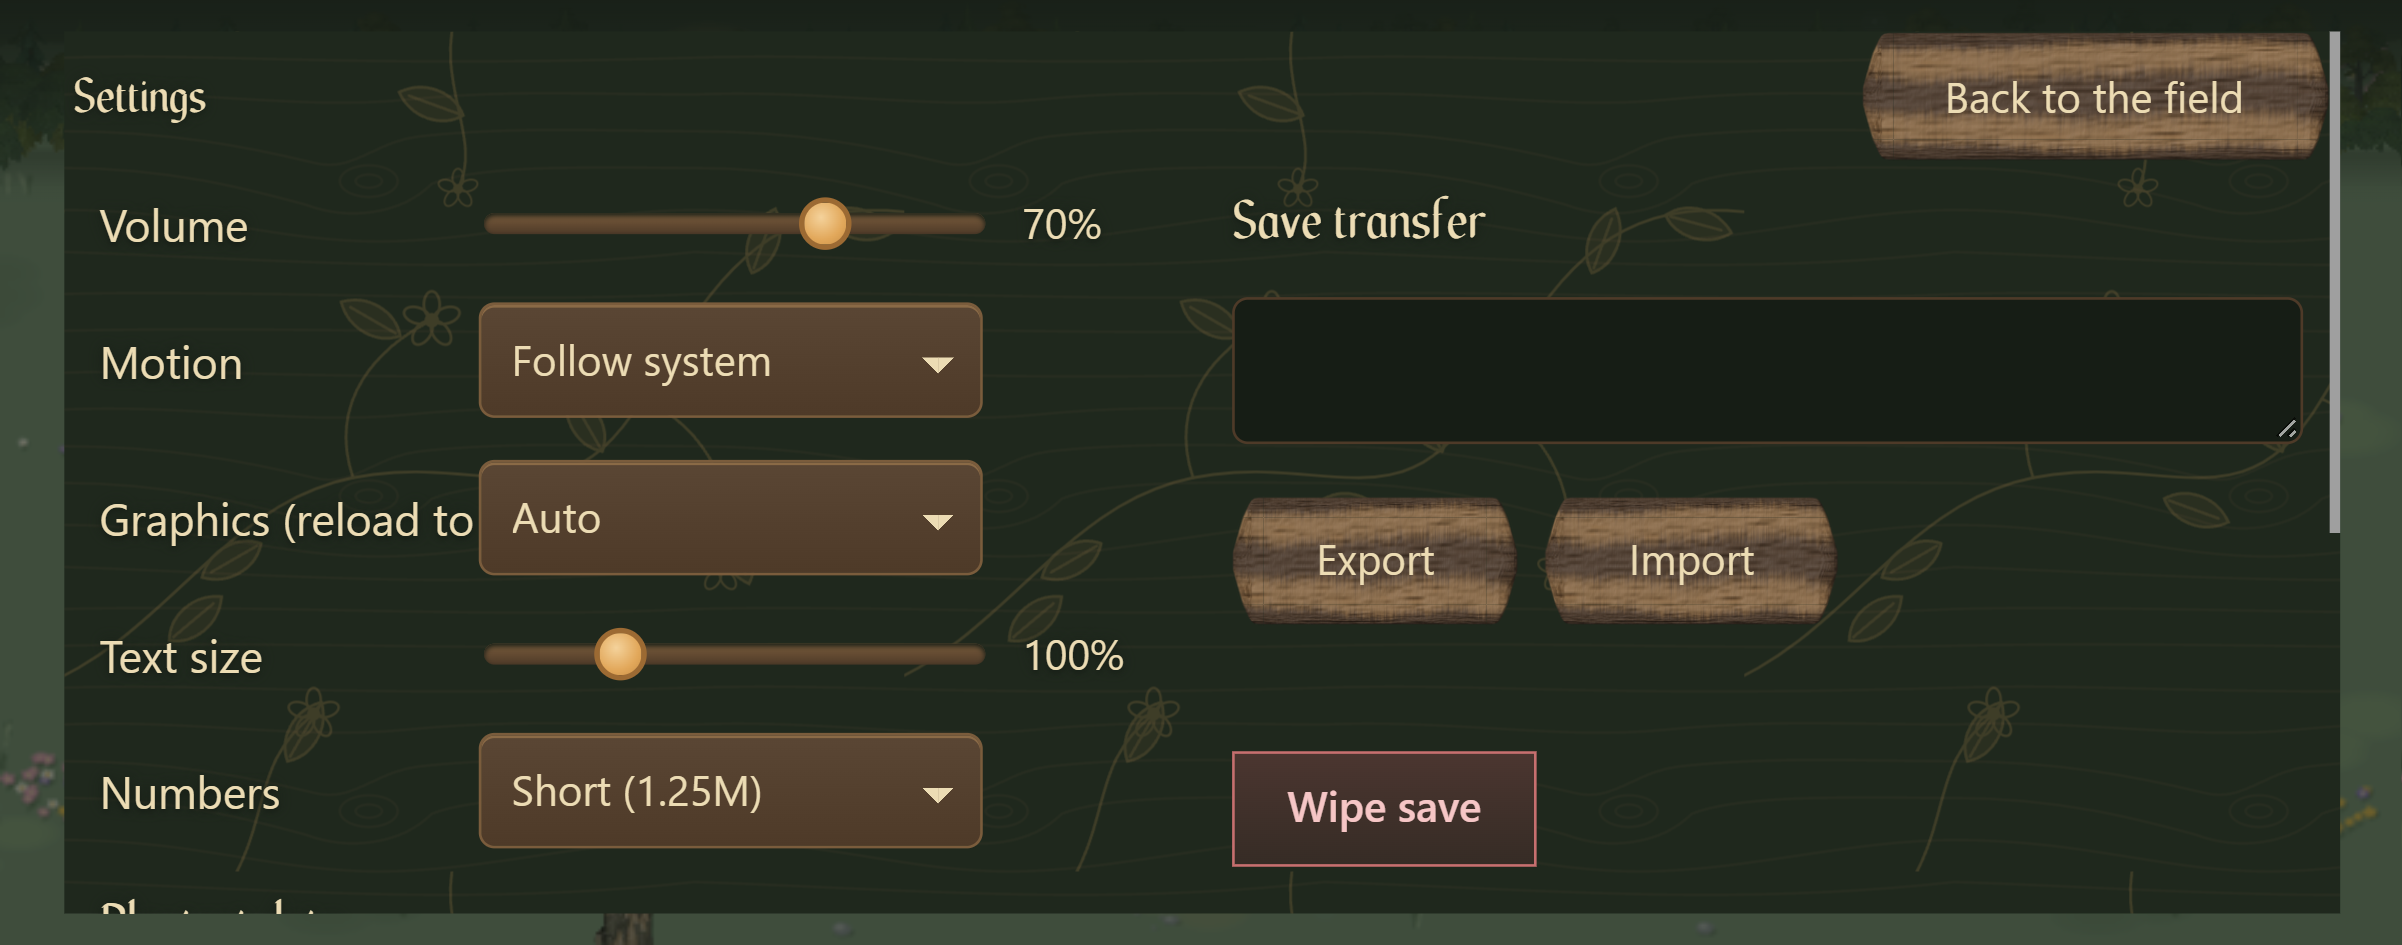 Settings
Back to the field
Volume
70%
Motion
Follow system
Graphics (reload to
Auto
Text size
100%
Numbers
Short (1.25M)
Save transfer
Export
Import
Wipe save